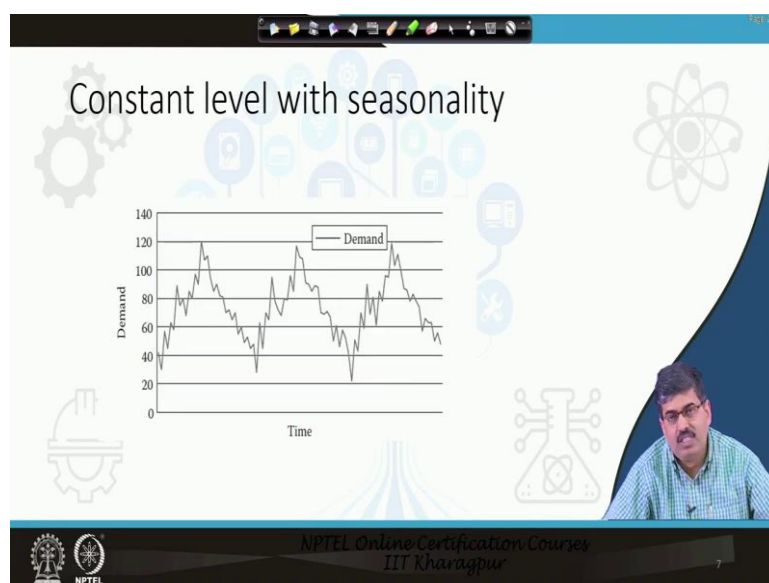 Page
Constant level with seasonality
140
120
100
80
60
40
20
0
Demand
Demand
Time
NPTEL Online Certification Courses
IIT Kharagpur
NPTEL
7